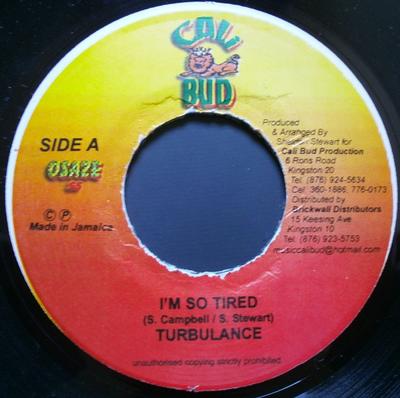 CALI
BUD
SIDE A
OSAZE
© ℗
Made in Jamaica
Produced
& Arranged By
Sheldon Stewart for
Cali Bud Production
6 Rons Road
Kingston 20
Tel. (876) 924-5634
Cel. 360-1886, 776-0173
Distributed by
Brickwall Distributors
15 Keesing Ave
Kingston 10
Tel. (876) 923-5753
musiccalibud@hotmail.com
I'M SO TIRED
(S. Campbell / S. Stewart)
TURBULANCE
unauthorised copying strictly prohibited